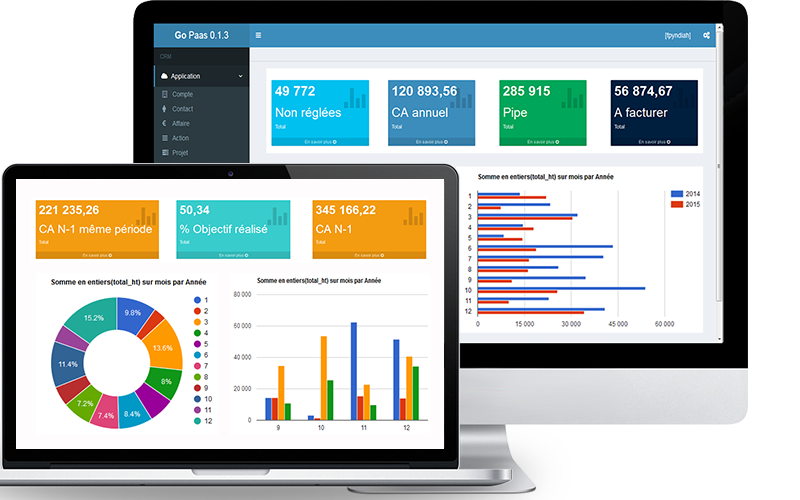 Go Paas 0.1.3
[fpyndiah]
CRM
Application
Compte
Contact
Affaire
Action
Projet
49 772
Non réglées
Total
En savoir plus
120 893,56
CA annuel
Total
En savoir plus
285 915
Pipe
Total
En savoir plus
56 874,67
A facturer
Total
En savoir plus
Somme en entiers(total_ht) sur mois par Année
2014
2015
1
2
3
4
5
6
7
8
9
10
11
12
0
15 000
30 000
45 000
60 000
221 235,26
CA N-1 même période
Total
En savoir plus
50,34
% Objectif réalisé
Total
En savoir plus
345 166,22
CA N-1
Total
En savoir plus
Somme en entiers(total_ht) sur mois par Année
9.8%
13.6%
8%
8.4%
7.4%
7.2%
11.4%
15.2%
1
2
3
4
5
6
7
8
9
10
11
12
Somme en entiers(total_ht) sur mois par Année
80 000
60 000
40 000
20 000
0
9
10
11
12